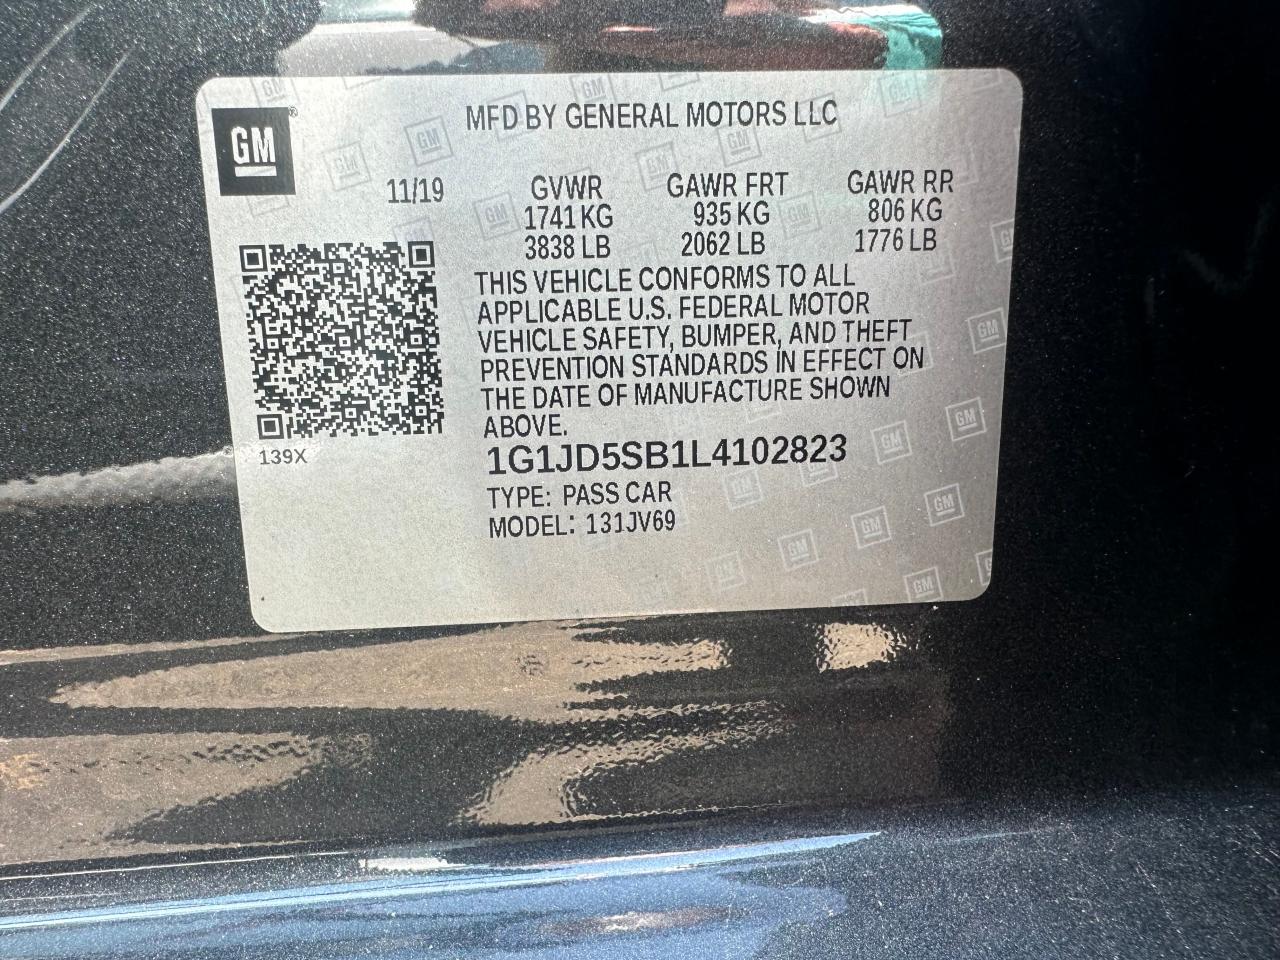 GM
MFD BY GENERAL MOTORS LLC
11/19
GVWR GAWR FRT GAWR RR
1741 KG 935 KG 806 KG
3838 LB 2062 LB 1776 LB
THIS VEHICLE CONFORMS TO ALL
APPLICABLE U.S. FEDERAL MOTOR
VEHICLE SAFETY, BUMPER, AND THEFT
PREVENTION STANDARDS IN EFFECT ON
THE DATE OF MANUFACTURE SHOWN
ABOVE.
139X
1G1JD5SB1L4102823
TYPE: PASS CAR
MODEL: 131JV69